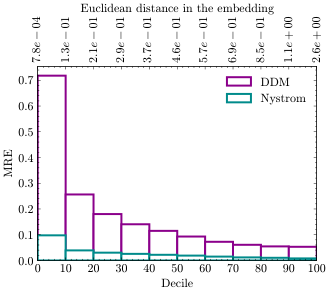 Euclidean distance in the embedding
7.8e−04 1.3e−01 2.1e−01 2.9e−01 3.7e−01 4.6e−01 5.7e−01 6.9e−01 8.5e−01 1.1e+00 2.6e+00
DDM
Nystrom
MRE
0.7
0.6
0.5
0.4
0.3
0.2
0.1
0.0
0 10 20 30 40 50 60 70 80 90 100
Decile